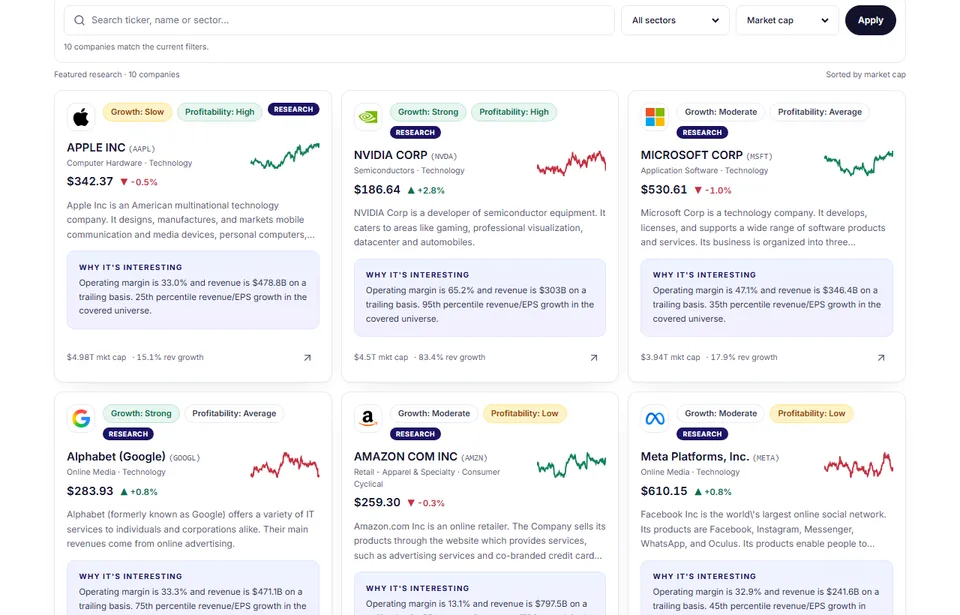 Search ticker, name or sector...
All sectors
Market cap
Apply
10 companies match the current filters.
Featured research · 10 companies
Sorted by market cap
Growth: Slow
Profitability: High
RESEARCH
APPLE INC (AAPL)
Computer Hardware · Technology
$342.37 ▼ -0.5%
Apple Inc is an American multinational technology
company. It designs, manufactures, and markets mobile
communication and media devices, personal computers,...
WHY IT'S INTERESTING
Operating margin is 33.0% and revenue is $478.8B on a
trailing basis. 25th percentile revenue/EPS growth in the
covered universe.
$4.98T mkt cap · 15.1% rev growth
Growth: Strong
Profitability: High
RESEARCH
NVIDIA CORP (NVDA)
Semiconductors · Technology
$186.64 ▲ +2.8%
NVIDIA Corp is a developer of semiconductor equipment. It
caters to areas like gaming, professional visualization,
datacenter and automobiles.
WHY IT'S INTERESTING
Operating margin is 65.2% and revenue is $303B on a
trailing basis. 95th percentile revenue/EPS growth in the
covered universe.
$4.5T mkt cap · 83.4% rev growth
Growth: Moderate
Profitability: Average
RESEARCH
MICROSOFT CORP (MSFT)
Application Software · Technology
$530.61 ▼ -1.0%
Microsoft Corp is a technology company. It develops,
licenses, and supports a wide range of software products
and services. Its business is organized into three...
WHY IT'S INTERESTING
Operating margin is 47.1% and revenue is $346.4B on a
trailing basis. 35th percentile revenue/EPS growth in the
covered universe.
$3.94T mkt cap · 17.9% rev growth
Growth: Strong
Profitability: Average
RESEARCH
Alphabet (Google) (GOOGL)
Online Media · Technology
$283.93 ▲ +0.8%
Alphabet (formerly known as Google) offers a variety of IT
services to individuals and corporations alike. Their main
revenues come from online advertising.
WHY IT'S INTERESTING
Operating margin is 33.3% and revenue is $471.1B on a
trailing basis. 75th percentile revenue/EPS growth in the
Growth: Moderate
Profitability: Low
RESEARCH
AMAZON COM INC (AMZN)
Retail - Apparel & Specialty · Consumer
Cyclical
$259.30 ▼ -0.3%
Amazon.com Inc is an online retailer. The Company sells its
products through the website which provides services,
such as advertising services and co-branded credit card...
WHY IT'S INTERESTING
Operating margin is 13.1% and revenue is $797.5B on a
Growth: Moderate
Profitability: Low
RESEARCH
Meta Platforms, Inc. (META)
Online Media · Technology
$610.15 ▲ +0.8%
Facebook Inc is the world\'s largest online social network.
Its products are Facebook, Instagram, Messenger,
WhatsApp, and Oculus. Its products enable people to...
WHY IT'S INTERESTING
Operating margin is 32.9% and revenue is $241.6B on a
trailing basis. 45th percentile revenue/EPS growth in